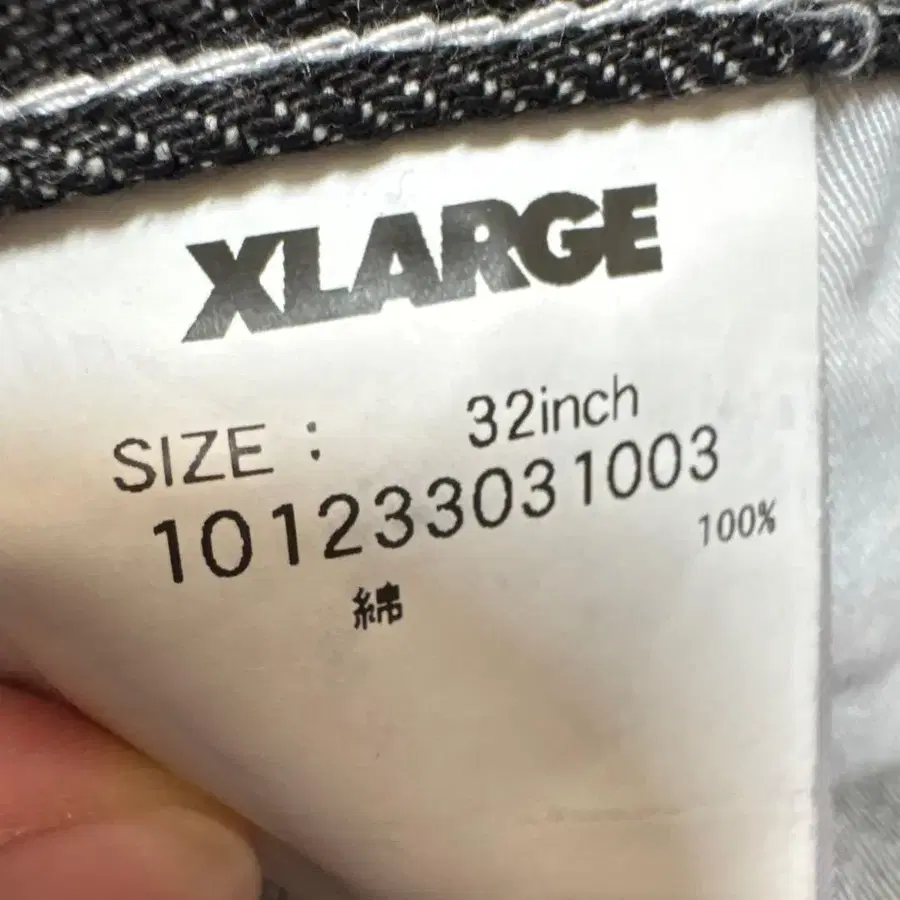 XLARGE
SIZE : 32inch
101233031003
綿 100%